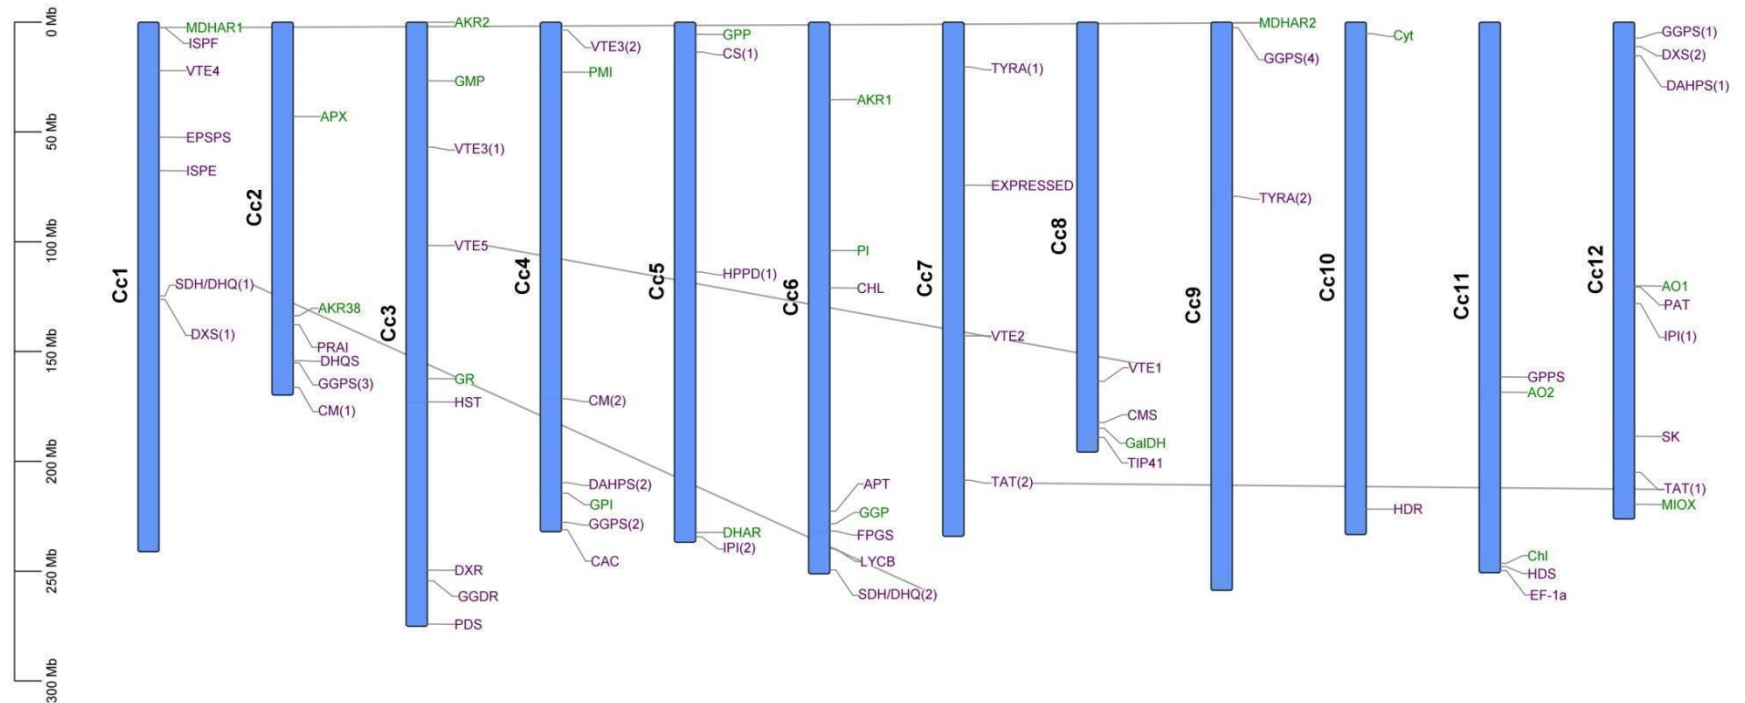 0 Mb
50 Mb
100 Mb
150 Mb
200 Mb
250 Mb
300 Mb
Cc1
MDHAR1
ISPF
VTE4
EPSPS
ISPE
SDH/DHQ(1)
DXS(1)
Cc2
APX
AKR38
PRAI
DHQS
GGPS(3)
CM(1)
Cc3
AKR2
GMP
VTE3(1)
VTE5
GR
HST
DXR
GGDR
PDS
Cc4
VTE3(2)
PMI
CM(2)
DAHPS(2)
GPI
GGPS(2)
CAC
Cc5
GPP
CS(1)
HPPD(1)
DHAR
IPI(2)
Cc6
AKR1
PI
CHL
APT
GGP
FPGS
LYCB
SDH/DHQ(2)
Cc7
TYRA(1)
EXPRESSED
VTE2
TAT(2)
Cc8
VTE1
CMS
GalDH
TIP41
Cc9
MDHAR2
GGPS(4)
TYRA(2)
Cc10
Cyt
HDR
Cc11
GPPS
AO2
Chl
HDS
EF-1a
Cc12
GGPS(1)
DXS(2)
DAHPS(1)
AO1
PAT
IPI(1)
SK
TAT(1)
MIOX